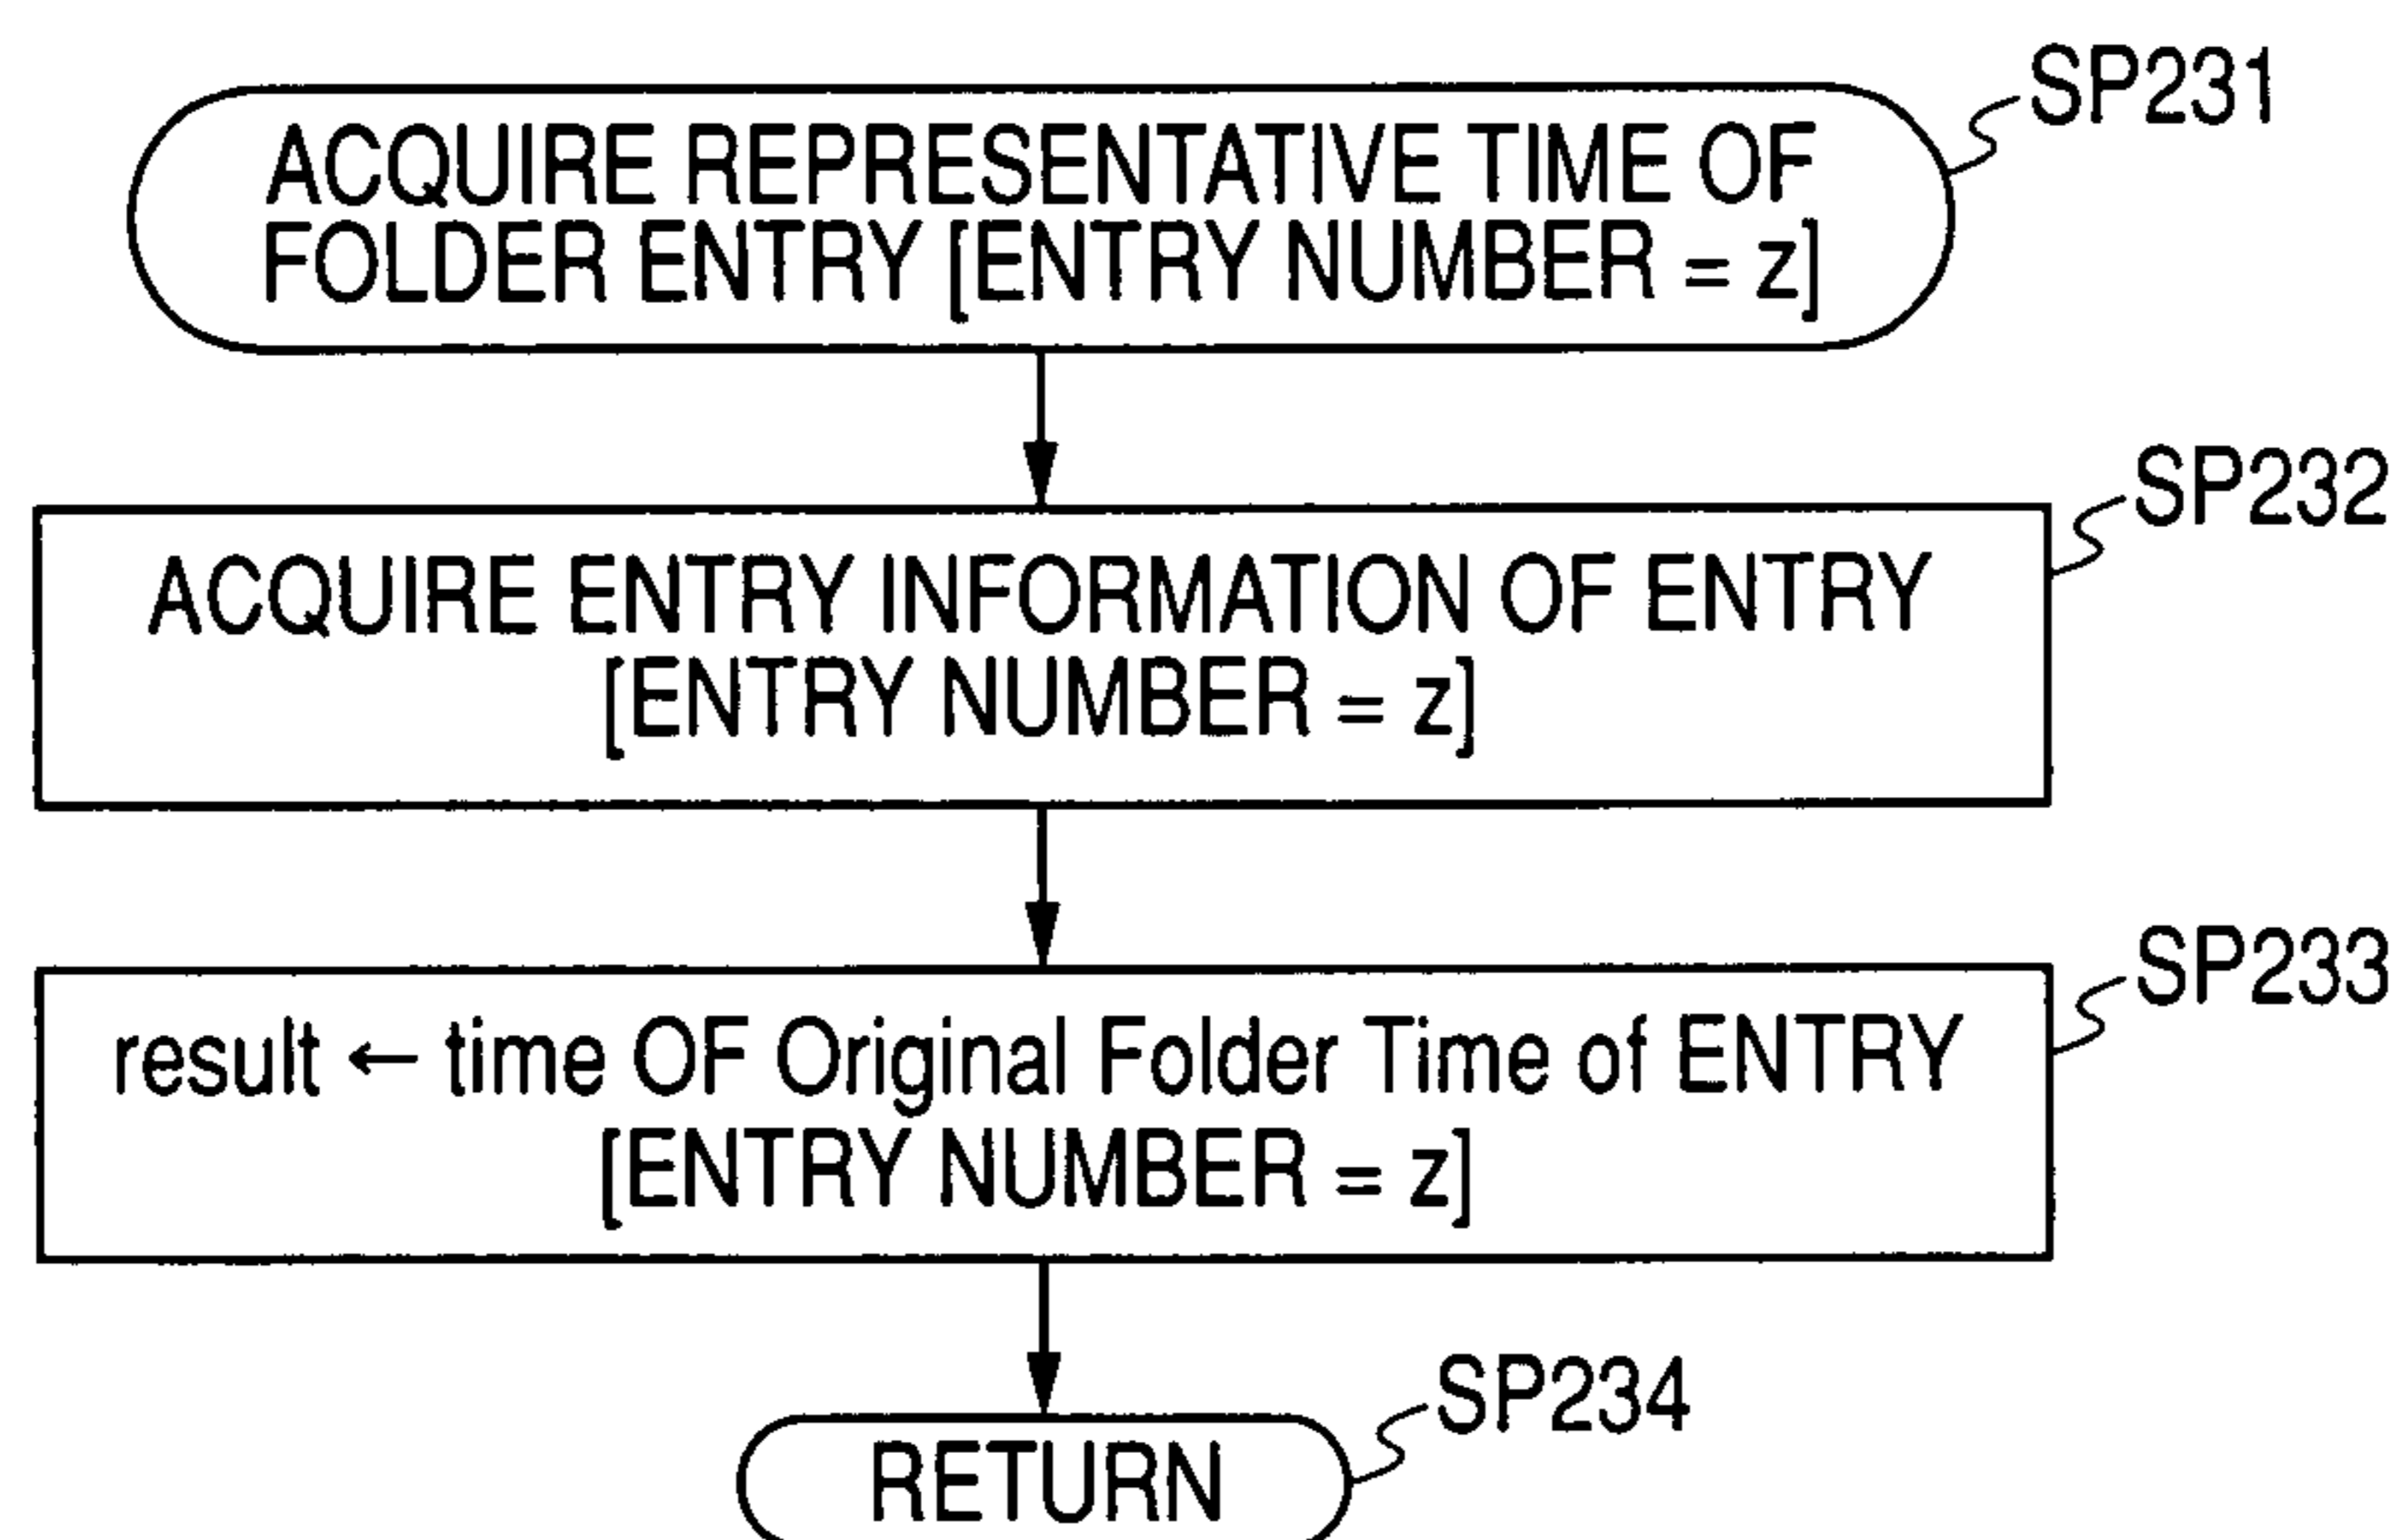 SP231
ACQUIRE REPRESENTATIVE TIME OF
FOLDER ENTRY [ENTRY NUMBER = z]
SP232
ACQUIRE ENTRY INFORMATION OF ENTRY
[ENTRY NUMBER = z]
SP233
result ← time OF Original Folder Time of ENTRY
[ENTRY NUMBER = z]
SP234
RETURN